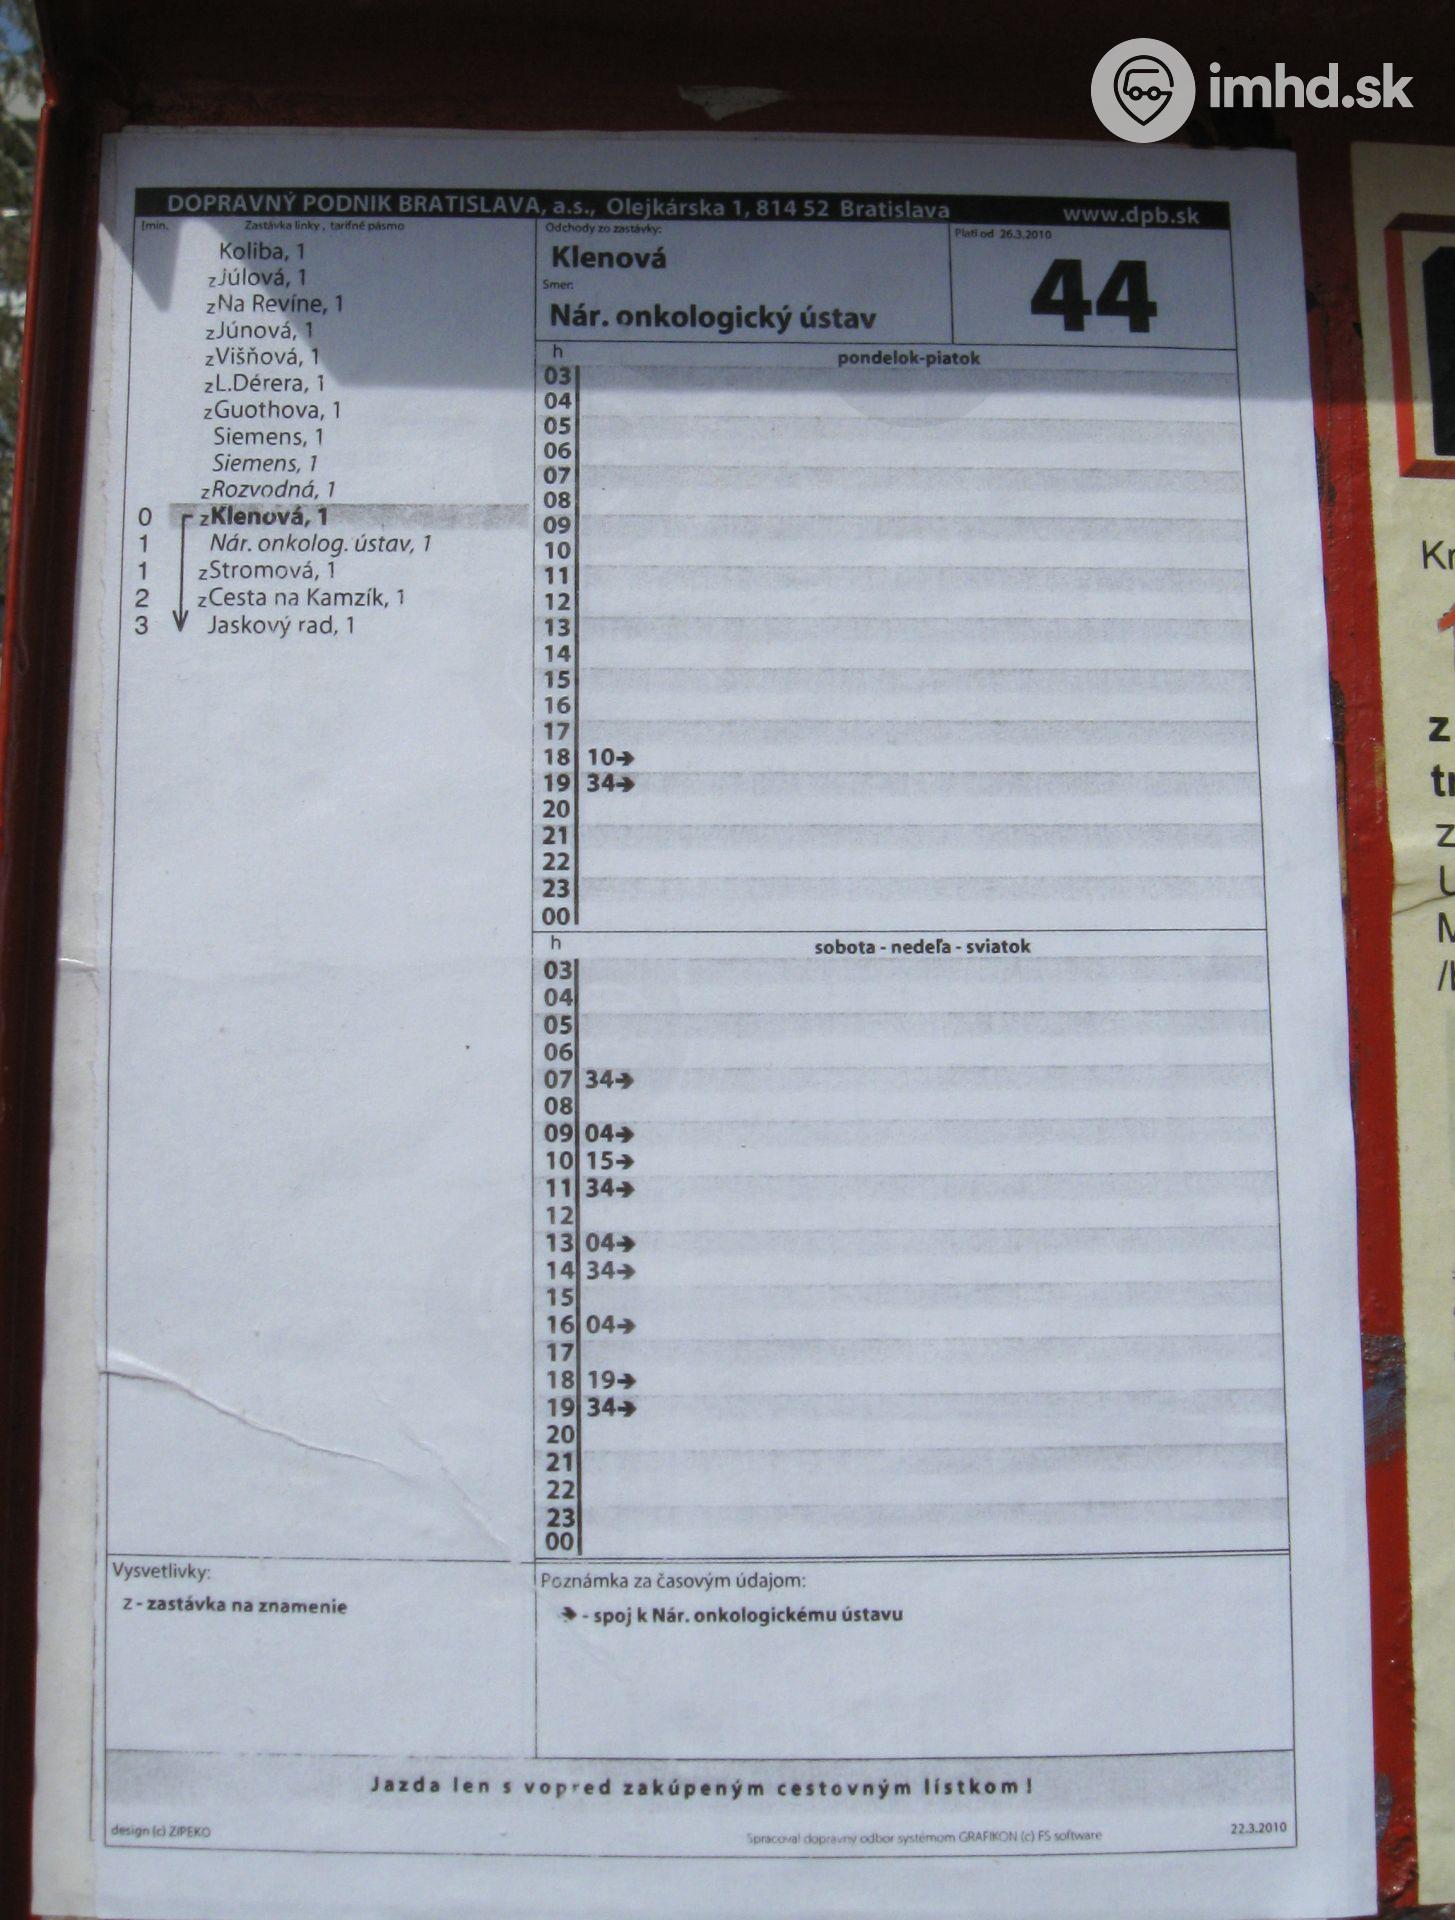 imhd.sk
DOPRAVNÝ PODNIK BRATISLAVA, a.s., Olejkárska 1, 814 52 Bratislava www.dpb.sk
min. Zastávka linky, tarifné pásmo
Koliba, 1
zJúlová, 1
zNa Revíne, 1
zJúnová, 1
zVišňová, 1
zL.Dérera, 1
zGuothova, 1
Siemens, 1
Siemens, 1
zRozvodná, 1
0 zKlenová, 1
1 Nár. onkolog. ústav, 1
1 zStromová, 1
2 zCesta na Kamzík, 1
3 Jaskový rad, 1
Odchody zo zastávky:
Klenová
Smer:
Nár. onkologický ústav
Platí od 26.3.2010
44
h pondelok-piatok
03
04
05
06
07
08
09
10
11
12
13
14
15
16
17
18 10➔
19 34➔
20
21
22
23
00
h sobota - nedeľa - sviatok
03
04
05
06
07 34➔
08
09 04➔
10 15➔
11 34➔
12
13 04➔
14 34➔
15
16 04➔
17
18 19➔
19 34➔
20
21
22
23
00
Vysvetlivky:
z - zastávka na znamenie
Poznámka za časovým údajom:
➔ - spoj k Nár. onkologickému ústavu
Jazda len s vopred zakúpeným cestovným lístkom!
design (c) ZIPEKO
Spracoval dopravny odbor systémom GRAFIKON (c) FS software
22.3.2010
z